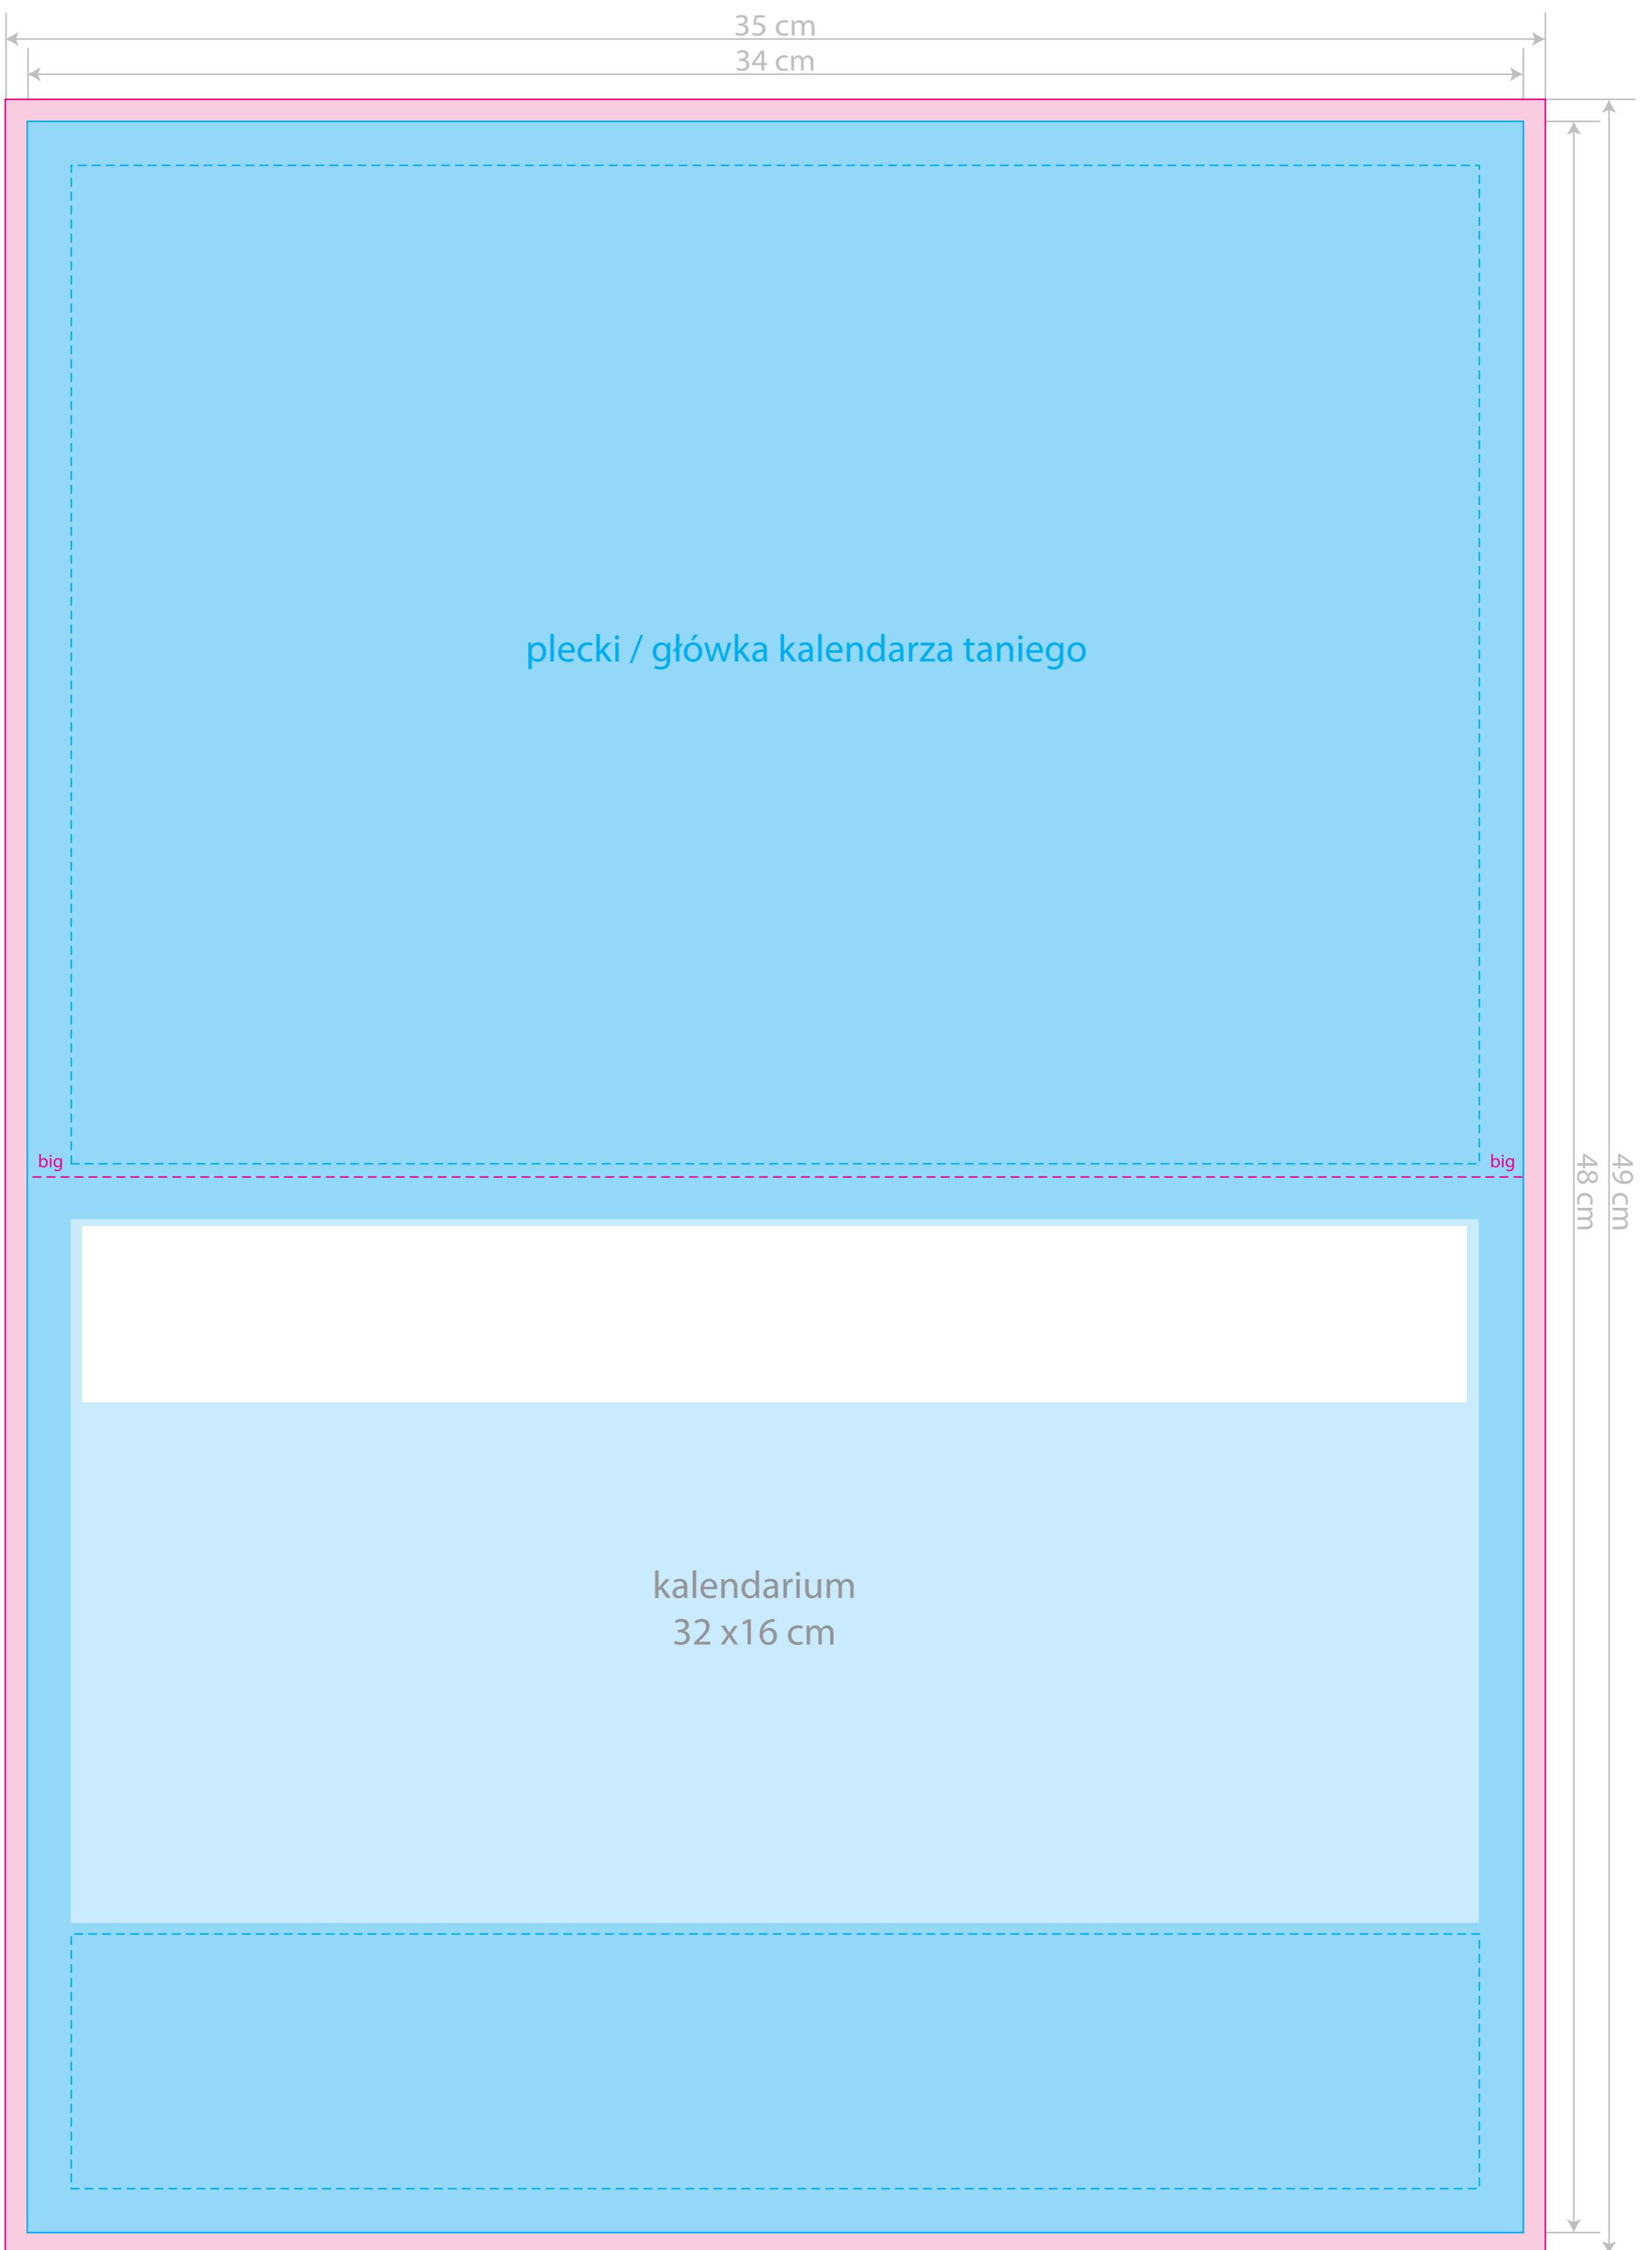 35 cm
34 cm
plecki / główka kalendarza taniego
big
big
48 cm
49 cm
kalendarium
32 x16 cm